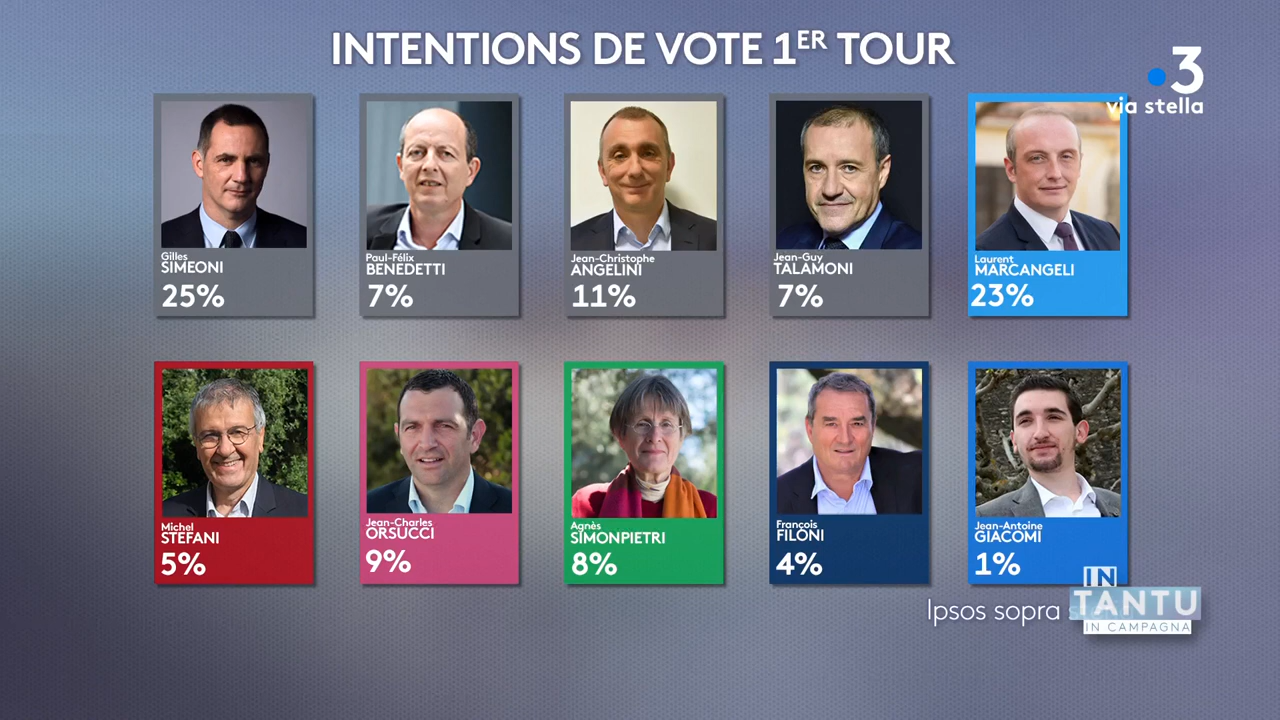 INTENTIONS DE VOTE 1ER TOUR
3
via stella
Gilles
SIMEONI
25%
Paul-Félix
BENEDETTI
7%
Jean-Christophe
ANGELINI
11%
Jean-Guy
TALAMONI
7%
Laurent
MARCANGELI
23%
Michel
STEFANI
5%
Jean-Charles
ORSUCCI
9%
Agnès
SIMONPIETRI
8%
François
FILONI
4%
Jean-Antoine
GIACOMI
1%
Ipsos sopra
IN
TANTU
IN CAMPAGNA